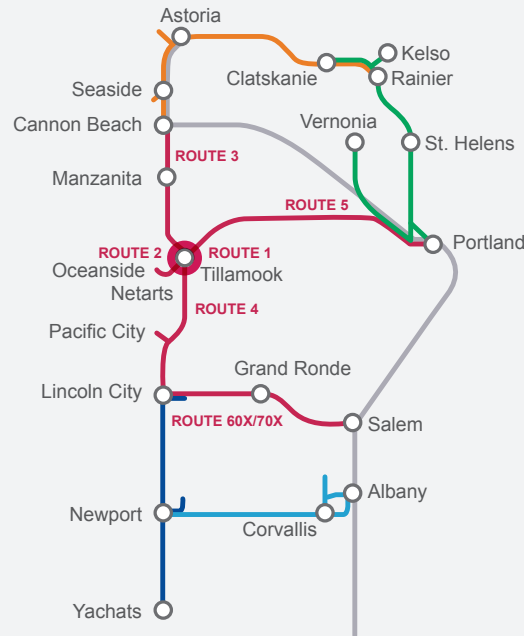 Astoria
Kelso
Clatskanie
Rainier
Seaside
Cannon Beach
Vernonia
St. Helens
ROUTE 3
Manzanita
ROUTE 5
Portland
ROUTE 2
ROUTE 1
Oceanside
Tillamook
Netarts
ROUTE 4
Pacific City
Grand Ronde
Lincoln City
ROUTE 60X/70X
Salem
Albany
Newport
Corvallis
Yachats